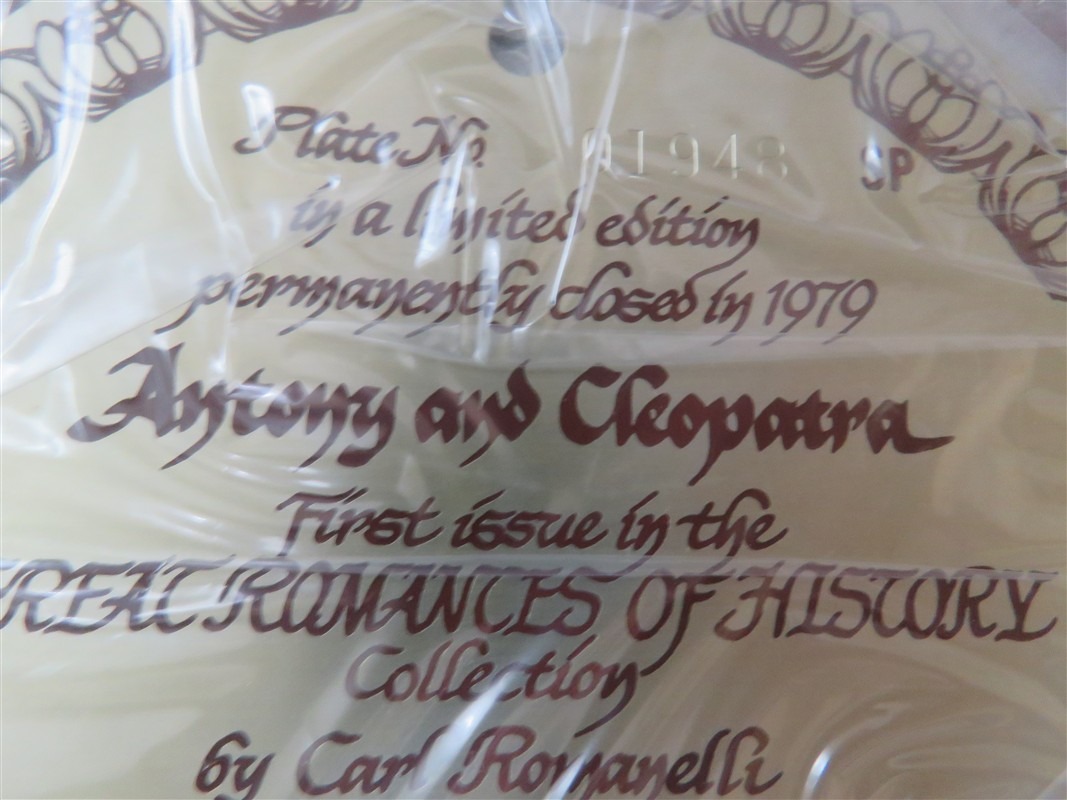 Plate No. A1948 SP
in a limited edition
permanently closed in 1979
Antony and Cleopatra
First issue in the
GREAT ROMANCES OF HISTORY
Collection
by Carl Romanelli